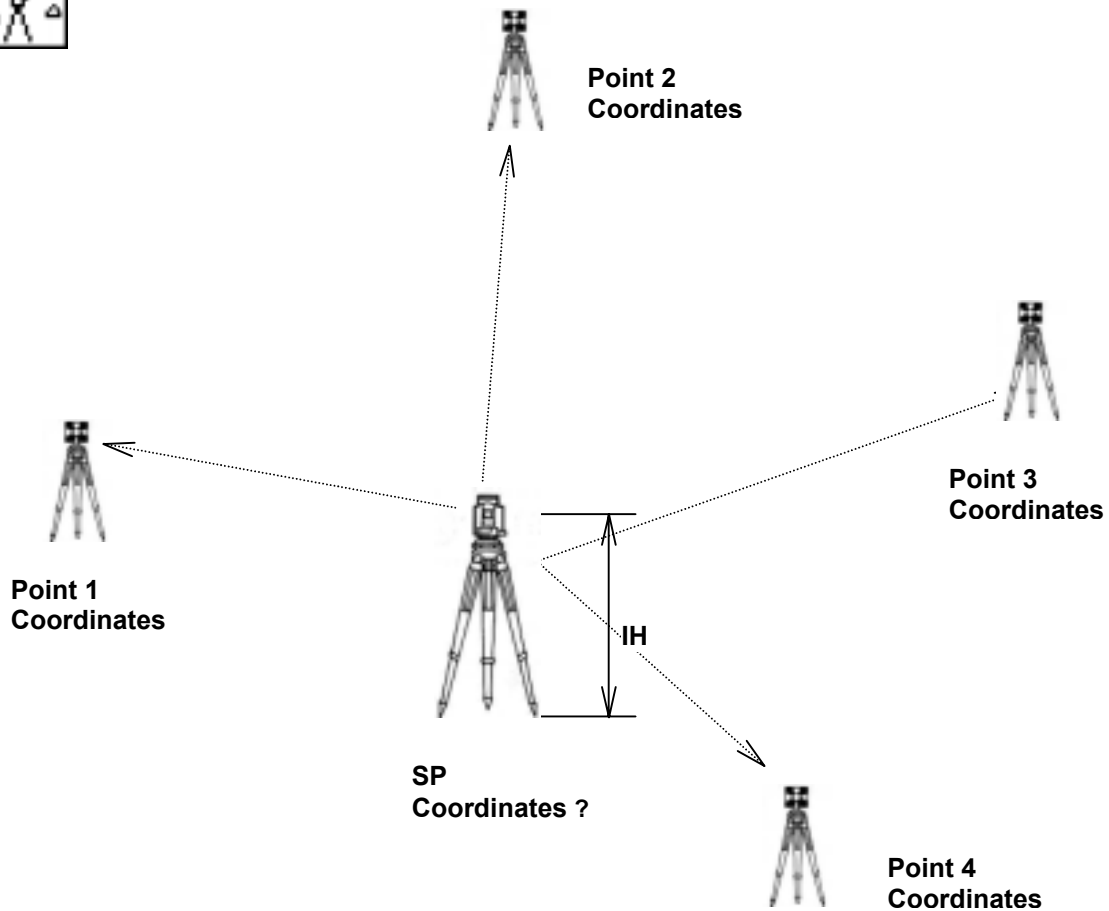 Point 2
Coordinates
Point 3
Coordinates
Point 1
Coordinates
IH
SP
Coordinates ?
Point 4
Coordinates